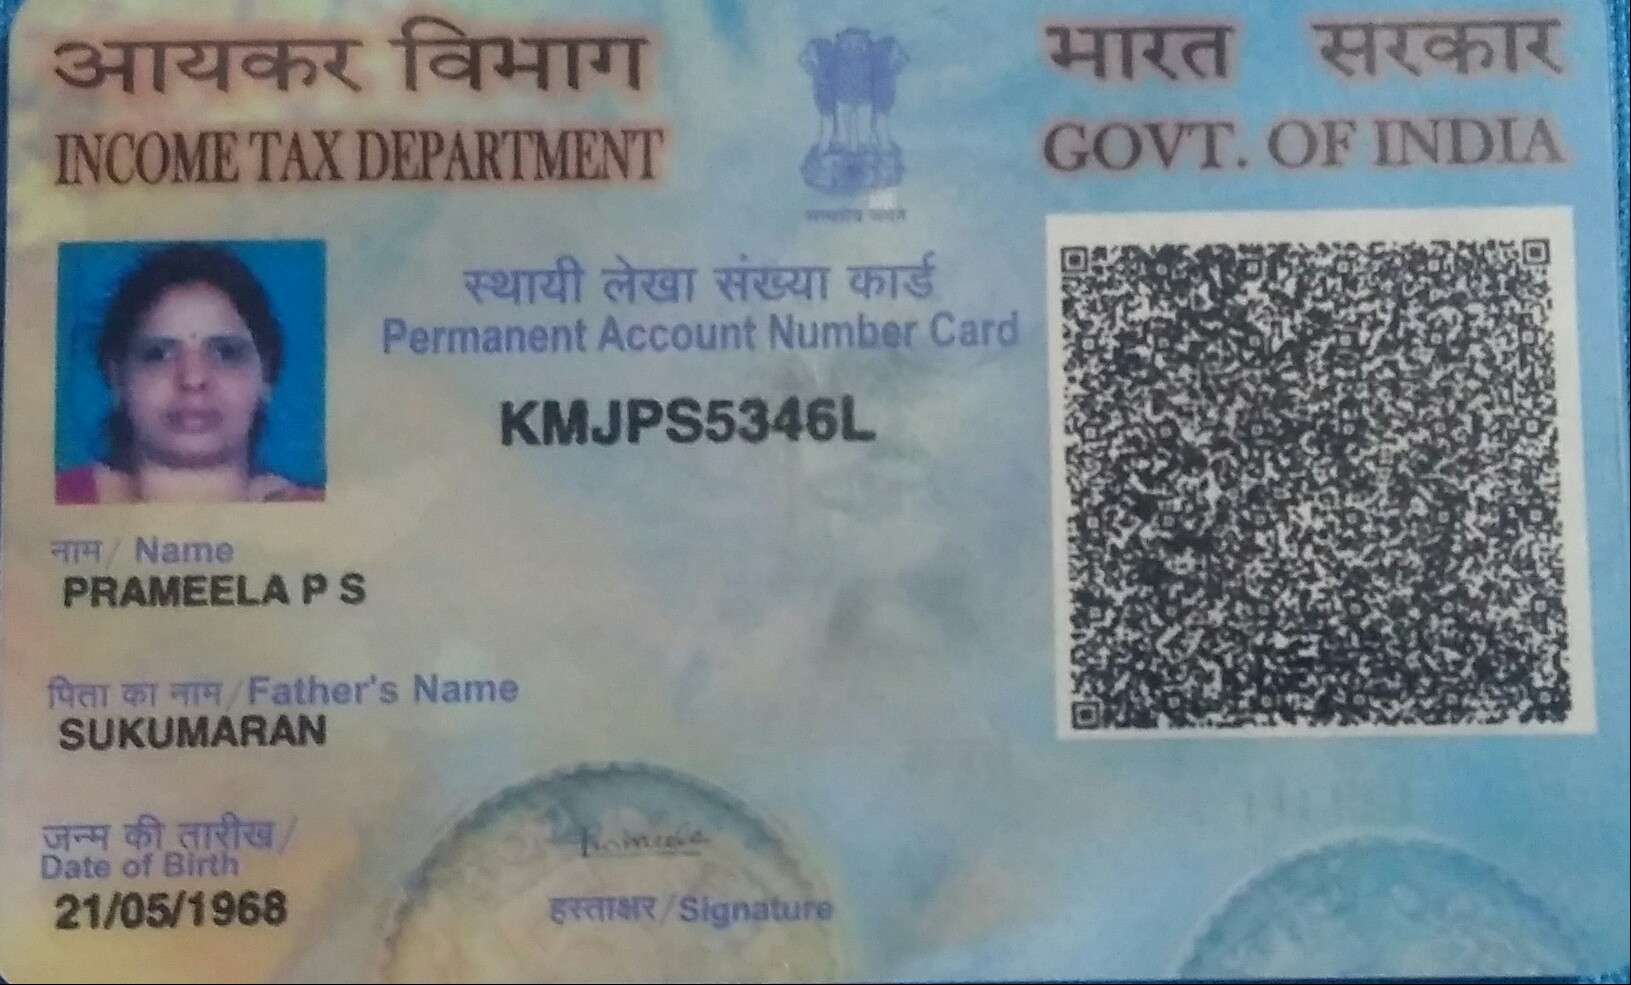 आयकर विभाग
INCOME TAX DEPARTMENT
भारत सरकार
GOVT. OF INDIA
सत्यमेव जयते
स्थायी लेखा संख्या कार्ड
Permanent Account Number Card
KMJPS5346L
नाम/ Name
PRAMEELA P S
पिता का नाम/Father's Name
SUKUMARAN
जन्म की तारीख/
Date of Birth
21/05/1968
हस्ताक्षर/Signature